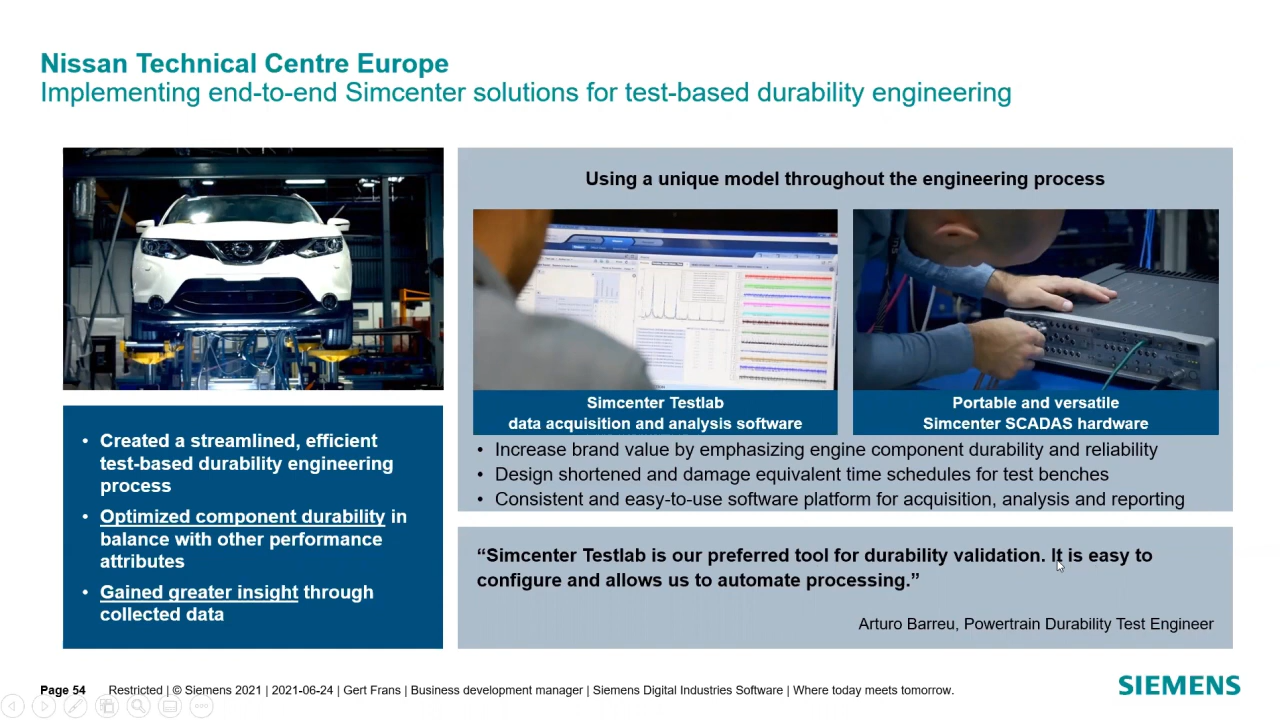 Nissan Technical Centre Europe
Implementing end-to-end Simcenter solutions for test-based durability engineering
Using a unique model throughout the engineering process
Simcenter Testlab
data acquisition and analysis software
Portable and versatile
Simcenter SCADAS hardware
• Increase brand value by emphasizing engine component durability and reliability
• Design shortened and damage equivalent time schedules for test benches
• Consistent and easy-to-use software platform for acquisition, analysis and reporting
• Created a streamlined, efficient
test-based durability engineering
process
• Optimized component durability in
balance with other performance
attributes
• Gained greater insight through
collected data
“Simcenter Testlab is our preferred tool for durability validation. It is easy to
configure and allows us to automate processing.”
Arturo Barreu, Powertrain Durability Test Engineer
Page 54 Restricted | © Siemens 2021 | 2021-06-24 | Gert Frans | Business development manager | Siemens Digital Industries Software | Where today meets tomorrow.
SIEMENS